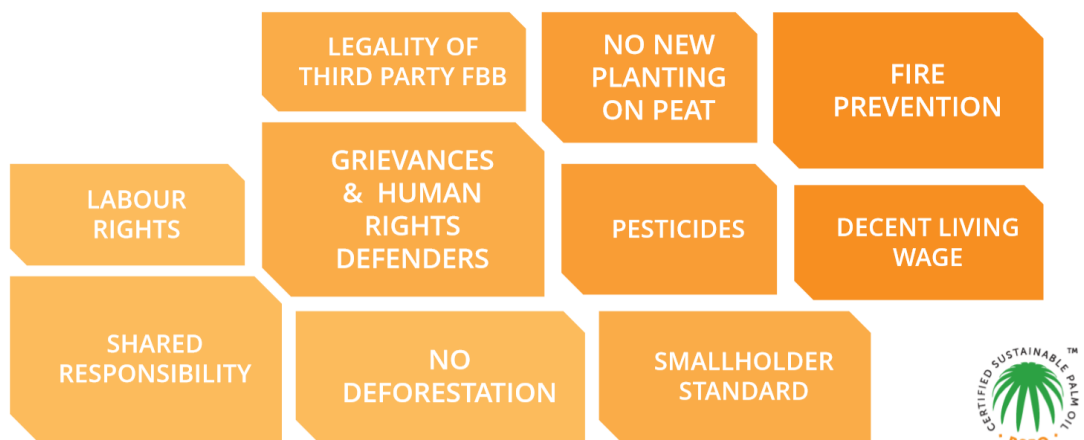 LEGALITY OF
THIRD PARTY FBB
NO NEW
PLANTING
ON PEAT
FIRE
PREVENTION
LABOUR
RIGHTS
GRIEVANCES
& HUMAN
RIGHTS
DEFENDERS
PESTICIDES
DECENT LIVING
WAGE
SHARED
RESPONSIBILITY
NO
DEFORESTATION
SMALLHOLDER
STANDARD
CERTIFIED SUSTAINABLE PALM OIL ™